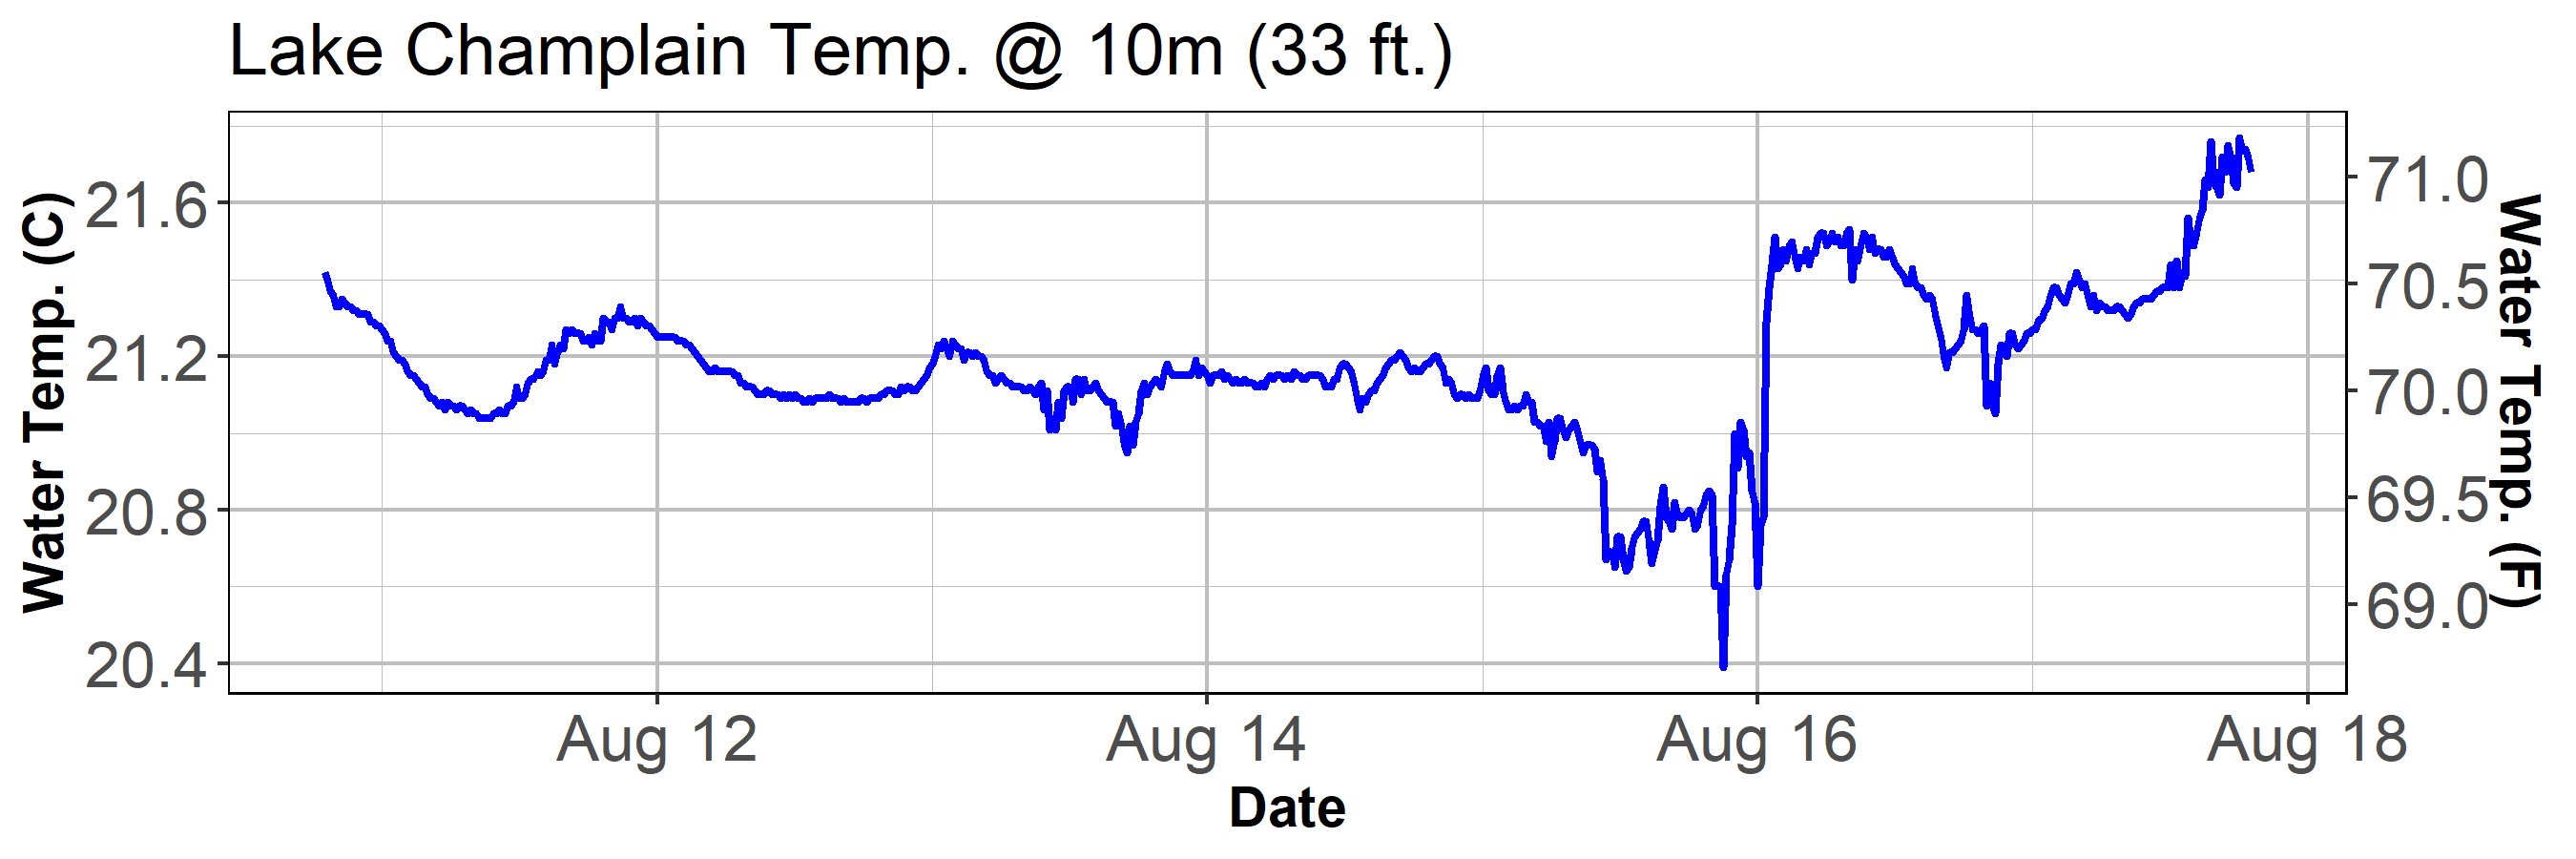 Lake Champlain Temp. @ 10m (33 ft.)
Water Temp. (C)
21.6
21.2
20.8
20.4
71.0
70.5
70.0
69.5
69.0
Water Temp. (F)
Aug 12 Aug 14 Aug 16 Aug 18
Date